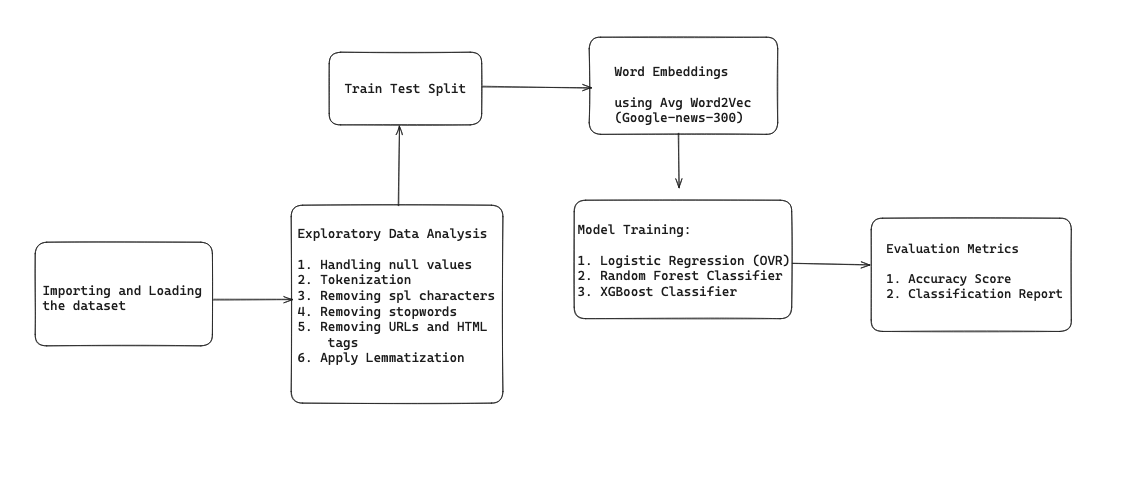 Importing and Loading
the dataset
Exploratory Data Analysis
1. Handling null values
2. Tokenization
3. Removing spl characters
4. Removing stopwords
5. Removing URLs and HTML
tags
6. Apply Lemmatization
Train Test Split
Word Embeddings
using Avg Word2Vec
(Google-news-300)
Model Training:
1. Logistic Regression (OVR)
2. Random Forest Classifier
3. XGBoost Classifier
Evaluation Metrics
1. Accuracy Score
2. Classification Report